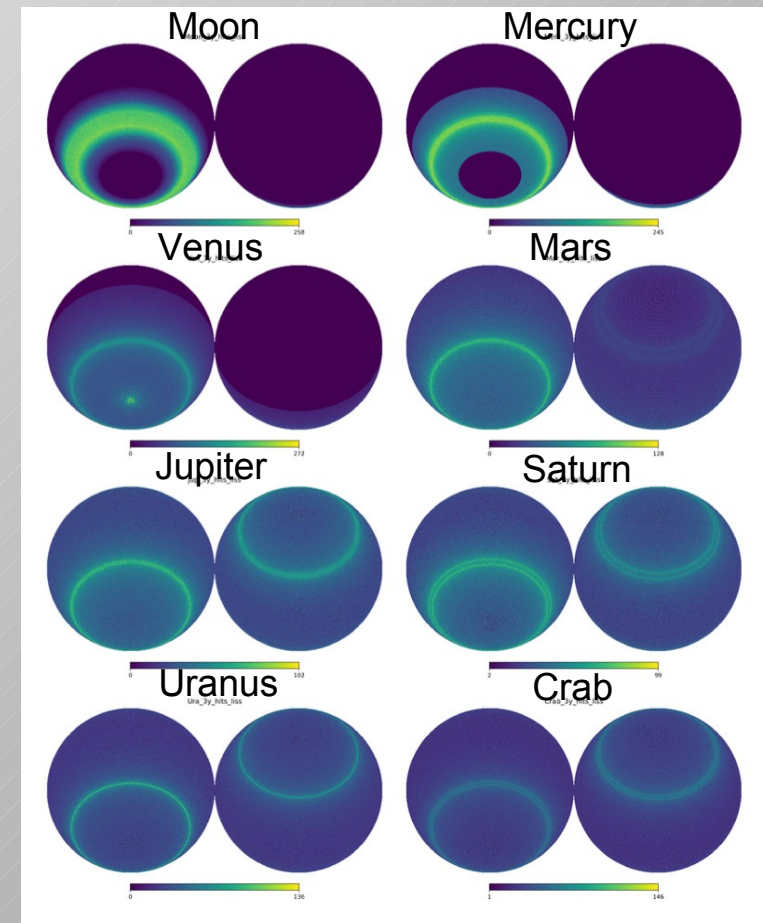 Moon
Mercury
0 258
0 245
Venus
Mars
0 272
0 128
Jupiter
Saturn
0 102
2 99
Uranus
Ura_3y_hits_liss
Crab
Crab_3y_hits_liss
0 136
1 146